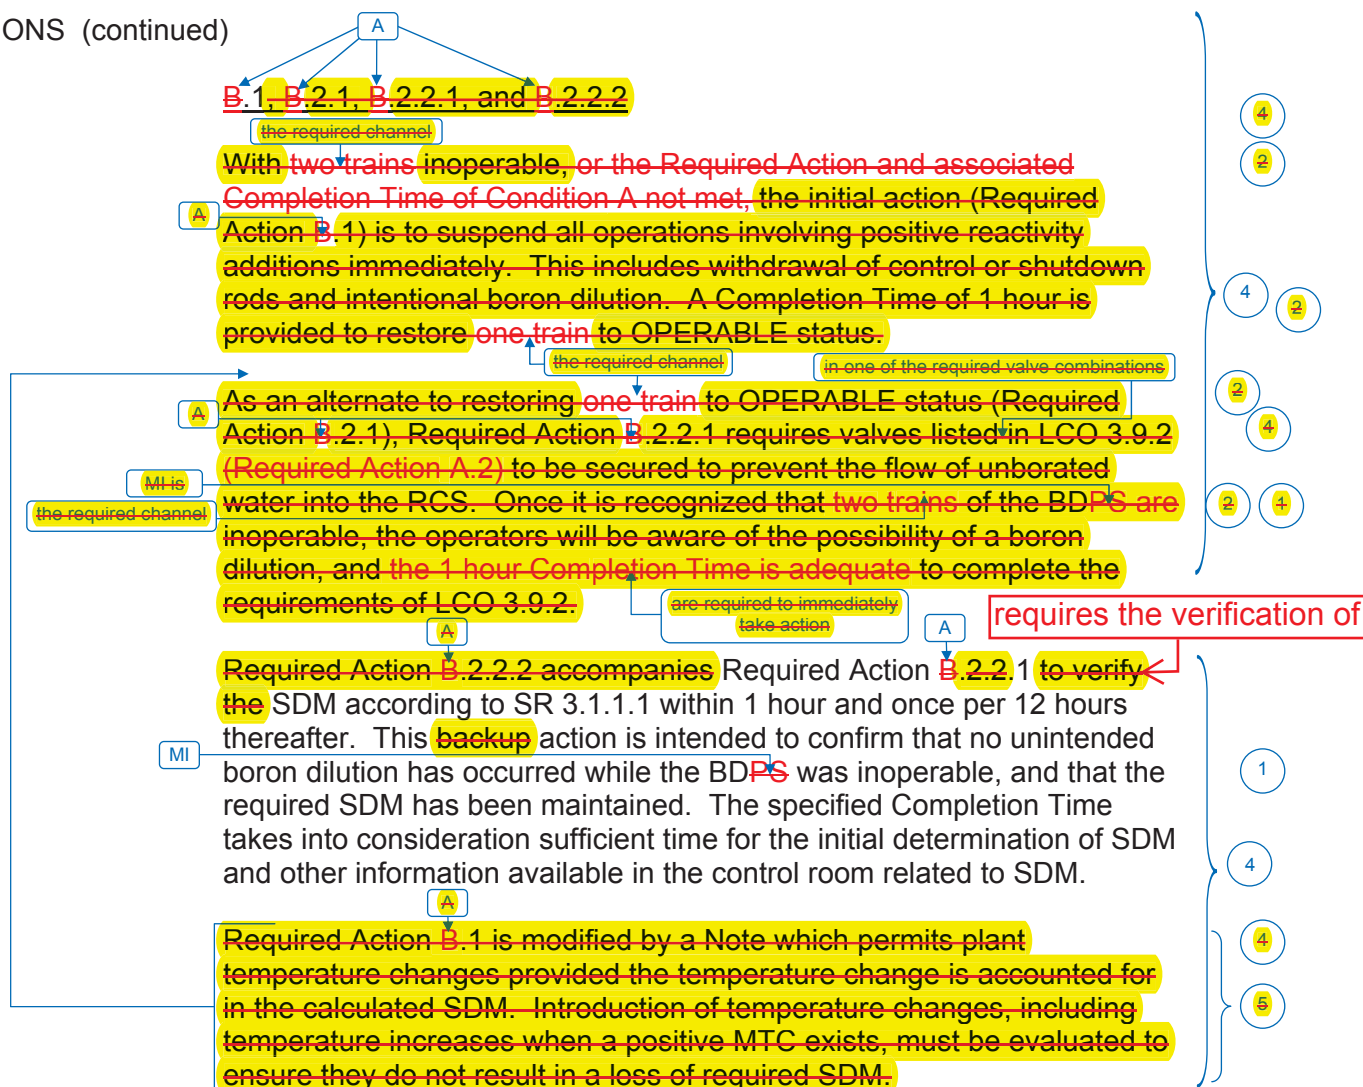 ONS (continued)
A
B.1, B.2.1, B.2.2.1, and B.2.2.2
4
the required channel
With two trains inoperable, or the Required Action and associated
2
Completion Time of Condition A not met, the initial action (Required
A
Action B.1) is to suspend all operations involving positive reactivity
additions immediately. This includes withdrawal of control or shutdown
rods and intentional boron dilution. A Completion Time of 1 hour is
4
2
provided to restore one train to OPERABLE status.
the required channel
in one of the required valve combinations
2
As an alternate to restoring one train to OPERABLE status (Required
A
4
Action B.2.1), Required Action B.2.2.1 requires valves listed in LCO 3.9.2
(Required Action A.2) to be secured to prevent the flow of unborated
MI is
water into the RCS. Once it is recognized that two trans of the BDPS are
2
1
the required channel
inoperable, the operators will be aware of the possibility of a boron
dilution, and the 1 hour Completion Time is adequate to complete the
requirements of LCO 3.9.2.
are required to immediately
take action
requires the verification of
A
A
Required Action B.2.2.2 accompanies Required Action B.2.2.1 to verify
the SDM according to SR 3.1.1.1 within 1 hour and once per 12 hours
thereafter. This backup action is intended to confirm that no unintended
MI
boron dilution has occurred while the BDPS was inoperable, and that the
1
required SDM has been maintained. The specified Completion Time
takes into consideration sufficient time for the initial determination of SDM
and other information available in the control room related to SDM.
4
A
Required Action B.1 is modified by a Note which permits plant
4
temperature changes provided the temperature change is accounted for
in the calculated SDM. Introduction of temperature changes, including
5
temperature increases when a positive MTC exists, must be evaluated to
ensure they do not result in a loss of required SDM.